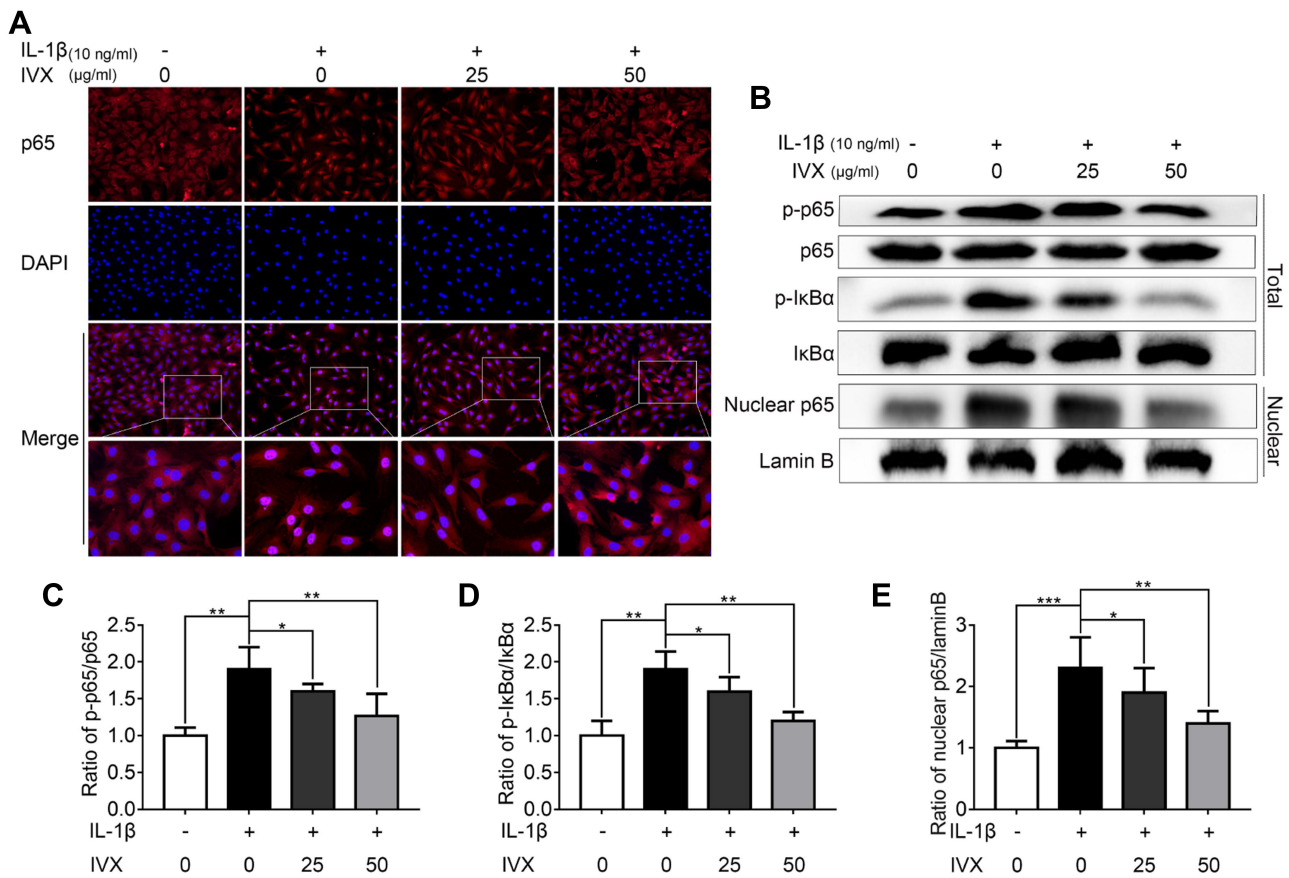 A
IL-1β(10 ng/ml) - + + +
IVX (μg/ml) 0 0 25 50
p65
DAPI
Merge
B
IL-1β (10 ng/ml) - + + +
IVX (μg/ml) 0 0 25 50
p-p65
p65
p-IκBα
IκBα
Total
Nuclear p65
Lamin B
Nuclear
C
Ratio of p-p65/p65
2.5
2.0
1.5
1.0
0.5
0.0
** * **
IL-1β - + + +
IVX 0 0 25 50
D
Ratio of p-IκBα/IκBα
2.5
2.0
1.5
1.0
0.5
0.0
** * **
IL-1β - + + +
IVX 0 0 25 50
E
Ratio of nuclear p65/laminB
3
2
1
0
*** * **
IL-1β - + + +
IVX 0 0 25 50